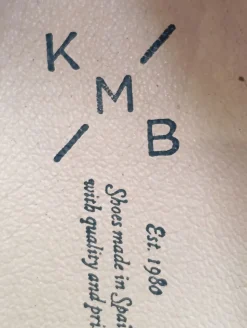 K
M
B
Est. 1980
Shoes made in
with quality and